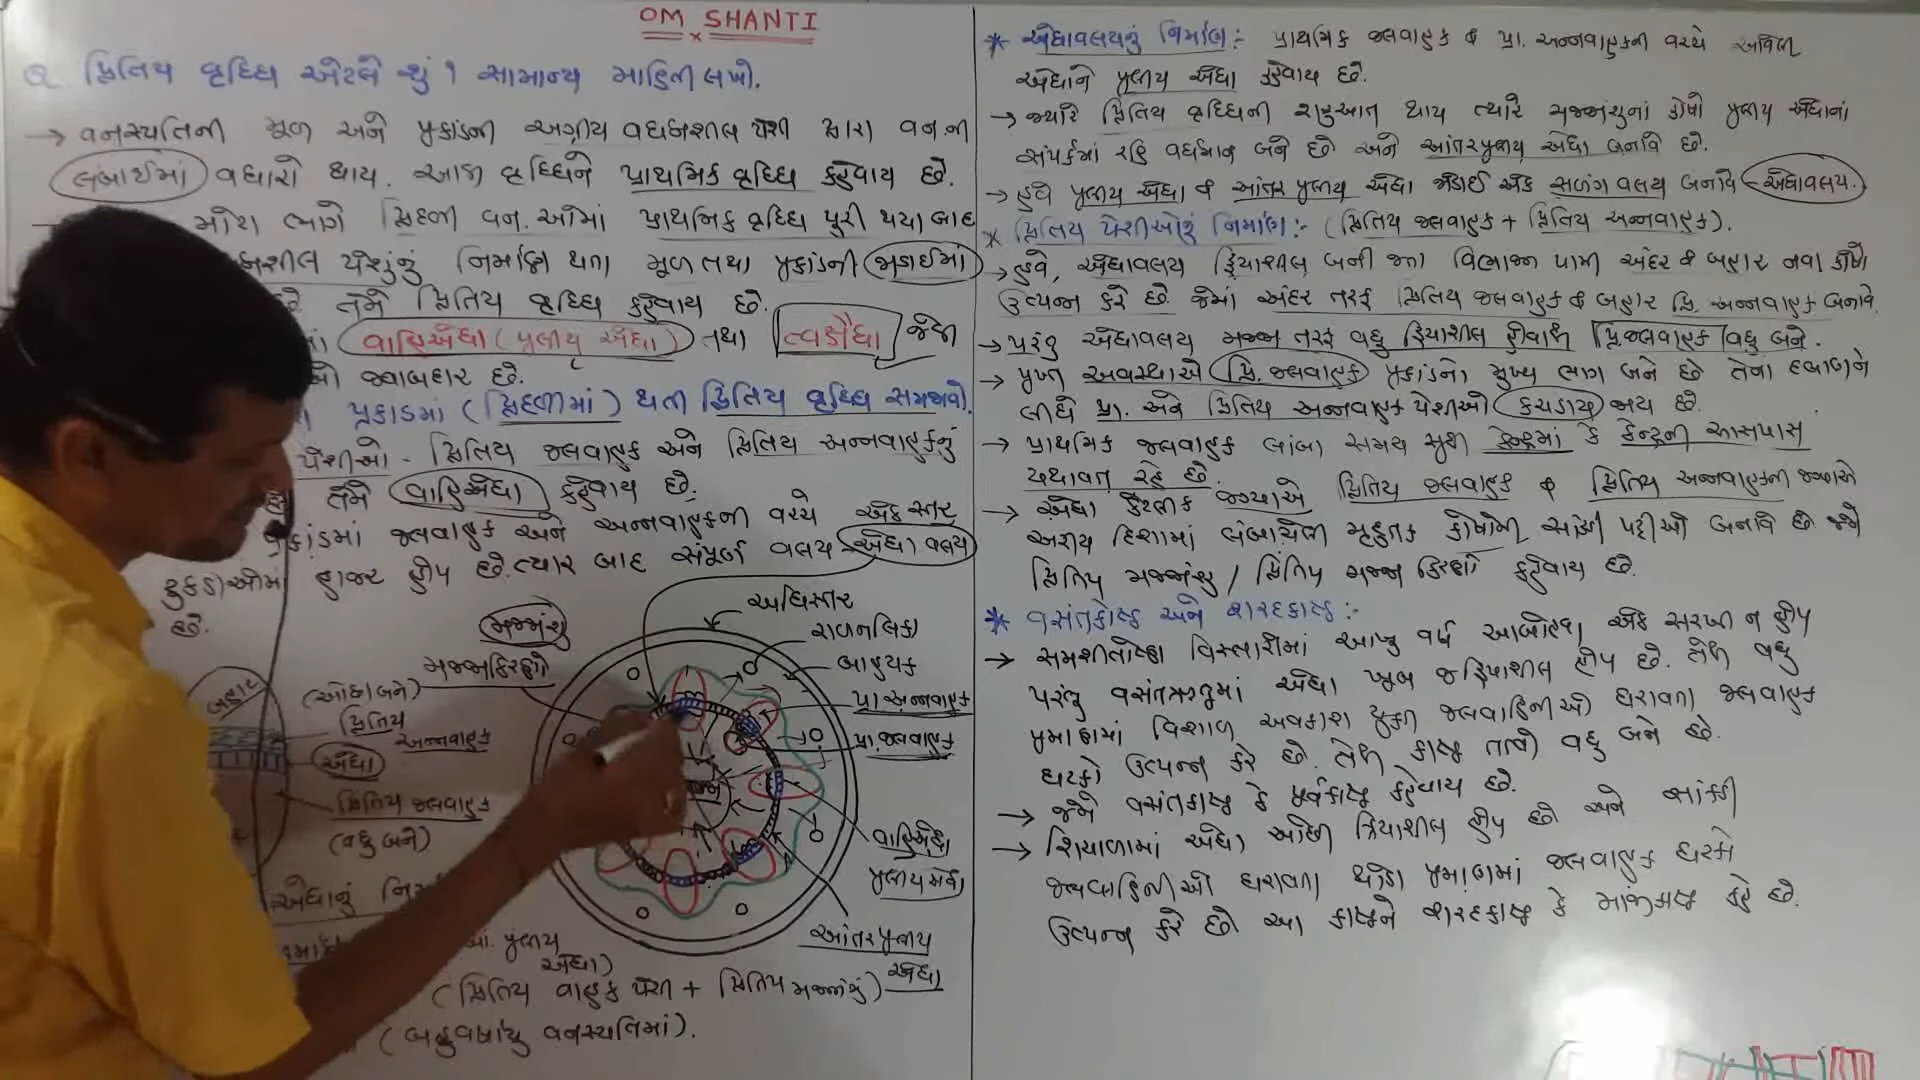 OM SHANTI
Q. દ્વિતિય વૃધ્ધિ એટલે શું? સામાન્ય માહિતી લખો.
→ વનસ્પતિની મૂળ અને પ્રકાંડની અગ્રીય વર્ધનશીલ પેશી દ્વારા વન.ની
લંબાઈમાં વધારો થાય. આજ વૃધ્ધિને પ્રાથમિક વૃધ્ધિ કહેવાય છે.
મોટા ભાગે દ્વિદળી વન.ઓમાં પ્રાથમિક વૃધ્ધિ પુરી થયા બાદ
પેશીનું નિર્માણ થતા મૂળ તથા પ્રકાંડની જાડાઈમાં
છે તેને દ્વિતિય વૃધ્ધિ કહેવાય છે.
વાહિએધા (પુલીય એધા) તથા ત્વક્ષૈધા જેવી
જવાબદાર છે.
પ્રકાંડમાં (દ્વિદળીમાં) થતી દ્વિતિય વૃધ્ધિ સમજાવો.
પેશીઓ - દ્વિતિય જલવાહક અને દ્વિતિય અન્નવાહકનું
તેને વાહિએધા કહેવાય છે.
પ્રકાંડમાં જલવાહક અને અન્નવાહકની વચ્ચે એક સ્તર
ટુકડાઓમાં હાજર હોય છે. ત્યાર બાદ સંપૂર્ણ વલય એધા વલય
છે.
અધિસ્તર
મજ્જાંશુ
બાહ્યક
મજ્જાકિરણો
(ઓછા બને)
બહાર
પ્રા.અન્નવાહક
દ્વિતિય
અન્નવાહક
પ્રા.જલવાહક
એધા
દ્વિતિય જલવાહક
(વધુ બને)
વાહિએધા
એધાનું
આંતરપુલીય
એધા
પુલીય
એધા)
(દ્વિતિય વાહક પેશી + દ્વિતિય મજ્જાંશુ)
(બહુવર્ષાયુ વનસ્પતિમાં).
* એધાવલયનું નિર્માણ:- પ્રાથમિક જલવાહક & પ્રા. અન્નવાહકની વચ્ચે આવેલી
એધાને પુલીય એધા કહેવાય છે.
→ જ્યારે દ્વિતિય વૃધ્ધિની શરૂઆત થાય ત્યારે મજ્જાંશુનાં કોષો પુલીય એધાનાં
સંપર્કમાં રહિ વર્ધમાન બને છે અને આંતરપુલીય એધા બનાવે છે.
→ હવે પુલીય એધા & આંતર પુલીય એધા જોડાઈ એક સળંગ વલય બનાવે એધાવલય.
* દ્વિતિય પેશીઓનું નિર્માણ:- (દ્વિતિય જલવાહક + દ્વિતિય અન્નવાહક).
→ હવે, એધાવલય ક્રિયાશીલ બની જતા વિભાજન પામી અંદર & બહાર નવા કોષો
ઉત્પન્ન કરે છે જેમાં અંદર તરફ દ્વિતિય જલવાહક & બહાર દ્વિ. અન્નવાહક બનાવે.
→ પરંતુ એધાવલય મજ્જા તરફ વધુ ક્રિયાશીલ હોવાથી દ્વિ.જલવાહક વધુ બને.
→ પુખ્ત અવસ્થાએ દ્વિ. જલવાહક પ્રકાંડનો મુખ્ય ભાગ બને છે તેના દબાણને
લીધે પ્રા. અને દ્વિતિય અન્નવાહક પેશીઓ કચડાય જાય છે.
→ પ્રાથમિક જલવાહક લાંબા સમય સુધી કેન્દ્રમાં કે કેન્દ્રની આસપાસ
યથાવત રહે છે.
→ એધા કેટલીક જગ્યાએ દ્વિતિય જલવાહક & દ્વિતિય અન્નવાહકની જગ્યાએ
અરીય દિશામાં લંબાયેલી મૃદુતક કોષોની સાંકડી પટ્ટીઓ બનાવે છે જેને
દ્વિતિય મજ્જાંશુ / દ્વિતિય મજ્જા કિરણો કહેવાય છે.
* વસંતકાષ્ઠ અને શરદકાષ્ઠ:-
→ સમશીતોષ્ણ વિસ્તારોમાં આખુ વર્ષ આબોહવા એક સરખી ન હોય
પરંતુ વસંતઋતુમાં એધા ખુબ જ ક્રિયાશીલ હોય છે. તેથી વધુ
પ્રમાણમાં વિશાળ અવકાશ યુક્ત જલવાહિનીઓ ધરાવતા જલવાહક
ઘટકો ઉત્પન્ન કરે છે. તેથી કાષ્ઠ વધુ બને છે.
→ જેને વસંતકાષ્ઠ કે પૂર્વકાષ્ઠ કહેવાય છે.
→ શિયાળામાં એધા ઓછી ક્રિયાશીલ હોય છે અને સાંકડી
જલવાહિનીઓ ધરાવતા થોડા પ્રમાણમાં જલવાહક ઘટકો
ઉત્પન્ન કરે છે આ કાષ્ઠને શરદકાષ્ઠ કે માજીકાષ્ઠ કહે છે.